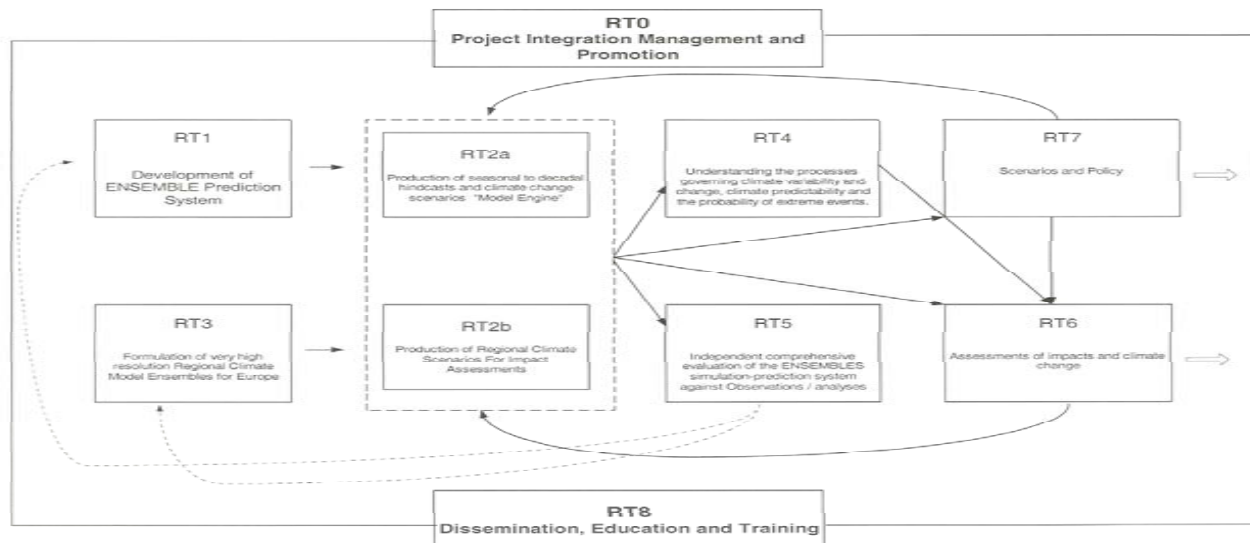 RT0
Project Integration Management and
Promotion
RT1
Development of
ENSEMBLE Prediction
System
RT2a
Production of seasonal to decadal
hindcasts and climate change
scenarios "Model Engine"
RT4
Understanding the processes
governing climate variability and
change, climate predictability and
the probability of extreme events.
RT7
Scenarios and Policy
RT3
Formulation of very high
resolution Regional Climate
Model Ensembles for Europe
RT2b
Production of Regional Climate
Scenarios For Impact
Assessments
RT5
Independent comprehensive
evaluation of the ENSEMBLES
simulation-prediction system
against Observations / analyses
RT6
Assessments of impacts and climate
change
RT8
Dissemination, Education and Training